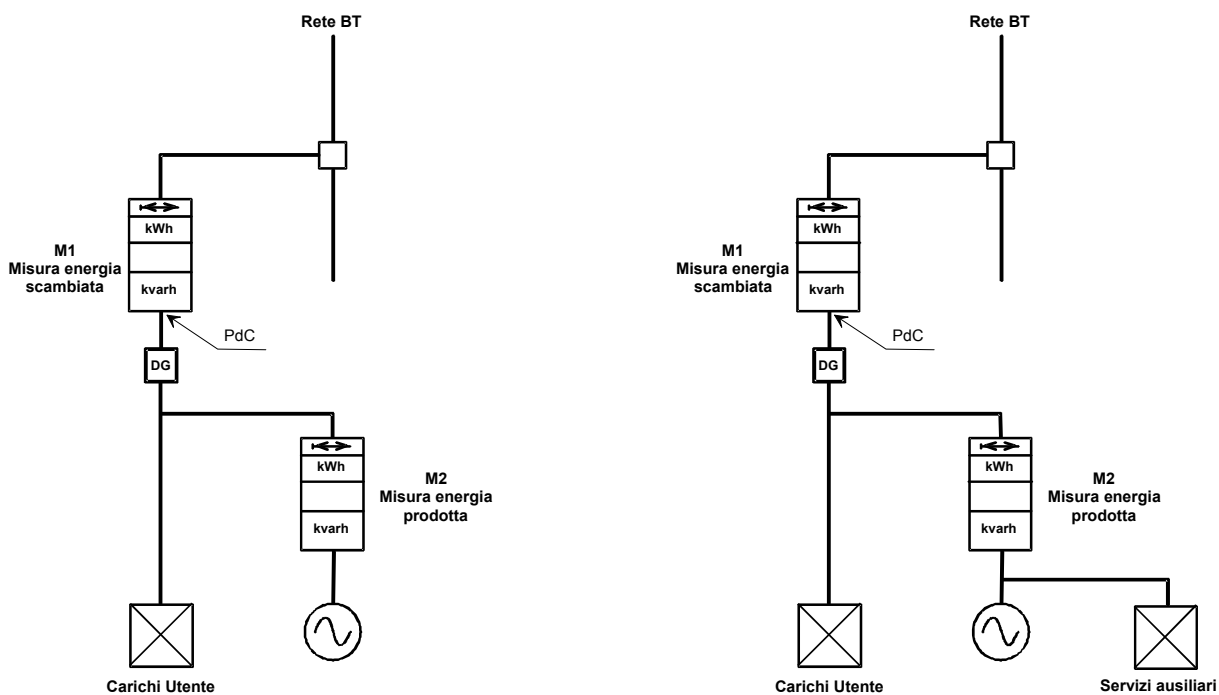 Rete BT
kWh
M1
Misura energia
scambiata
kvarh
PdC
DG
kWh
M2
Misura energia
prodotta
kvarh
Carichi Utente
Rete BT
kWh
M1
Misura energia
scambiata
kvarh
PdC
DG
kWh
M2
Misura energia
prodotta
kvarh
Carichi Utente
Servizi ausiliari